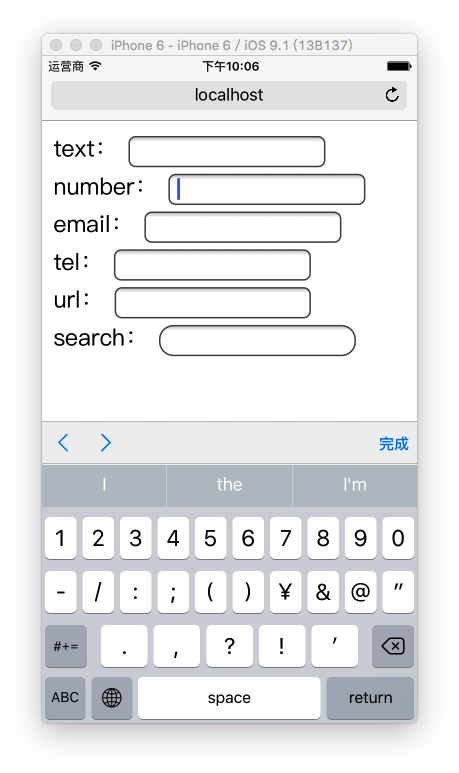 iPhone 6 - iPhone 6 / iOS 9.1 (13B137)
运营商 下午10:06
localhost
text：
number：
email：
tel：
url：
search：
完成
I the I'm
1 2 3 4 5 6 7 8 9 0
- / : ; ( ) ¥ & @ "
#+= . , ? ! '
ABC space return